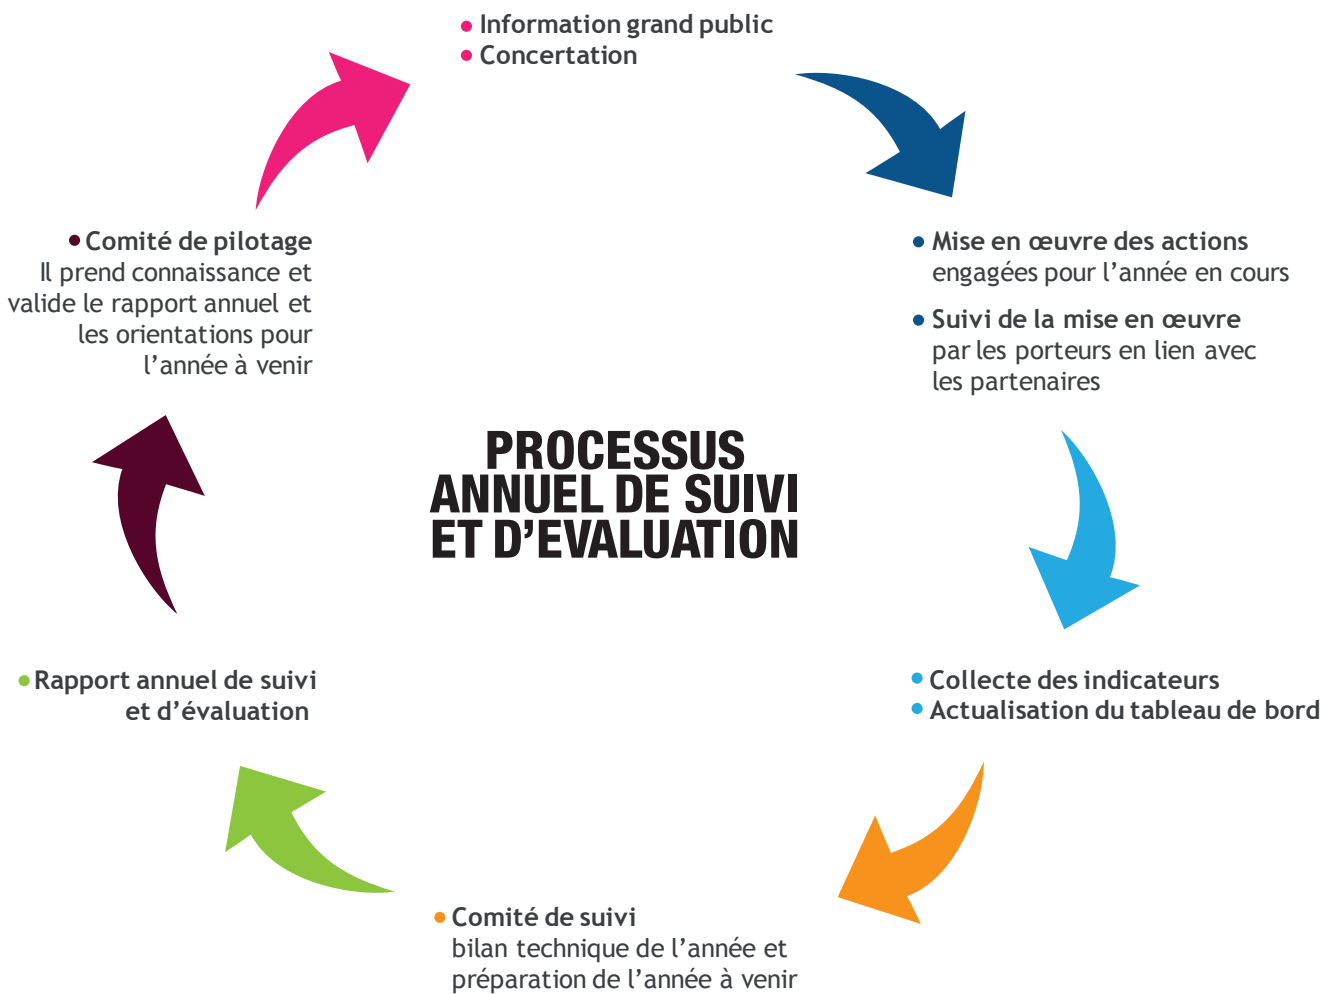 • Information grand public
• Concertation
• Mise en œuvre des actions
engagées pour l’année en cours
• Suivi de la mise en œuvre
par les porteurs en lien avec
les partenaires
• Collecte des indicateurs
• Actualisation du tableau de bord
• Comité de suivi
bilan technique de l’année et
préparation de l’année à venir
• Rapport annuel de suivi
et d’évaluation
• Comité de pilotage
Il prend connaissance et
valide le rapport annuel et
les orientations pour
l’année à venir
PROCESSUS
ANNUEL DE SUIVI
ET D’EVALUATION